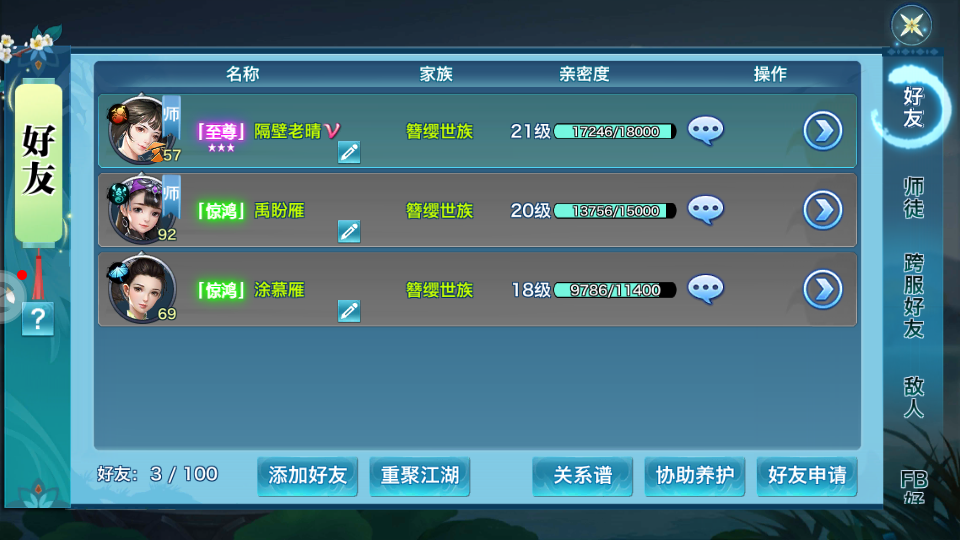 好友
?
名称 家族 亲密度 操作
师
57
「至尊」 隔壁老晴V
簪缨世族
21级 17246/18000
师
92
「惊鸿」 禹盼雁
簪缨世族
20级 13756/15000
69
「惊鸿」 涂慕雁
簪缨世族
18级 9786/11400
好友: 3 / 100
添加好友
重聚江湖
关系谱
协助养护
好友申请
好友
师徒
跨服好友
敌人
FB好